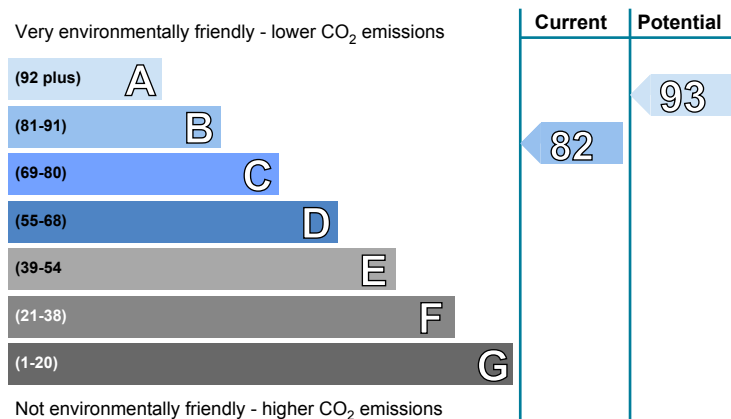 Very environmentally friendly - lower CO₂ emissions
Current Potential
(92 plus) A
93
(81-91) B
82
(69-80) C
(55-68) D
(39-54 E
(21-38) F
(1-20) G
Not environmentally friendly - higher CO₂ emissions